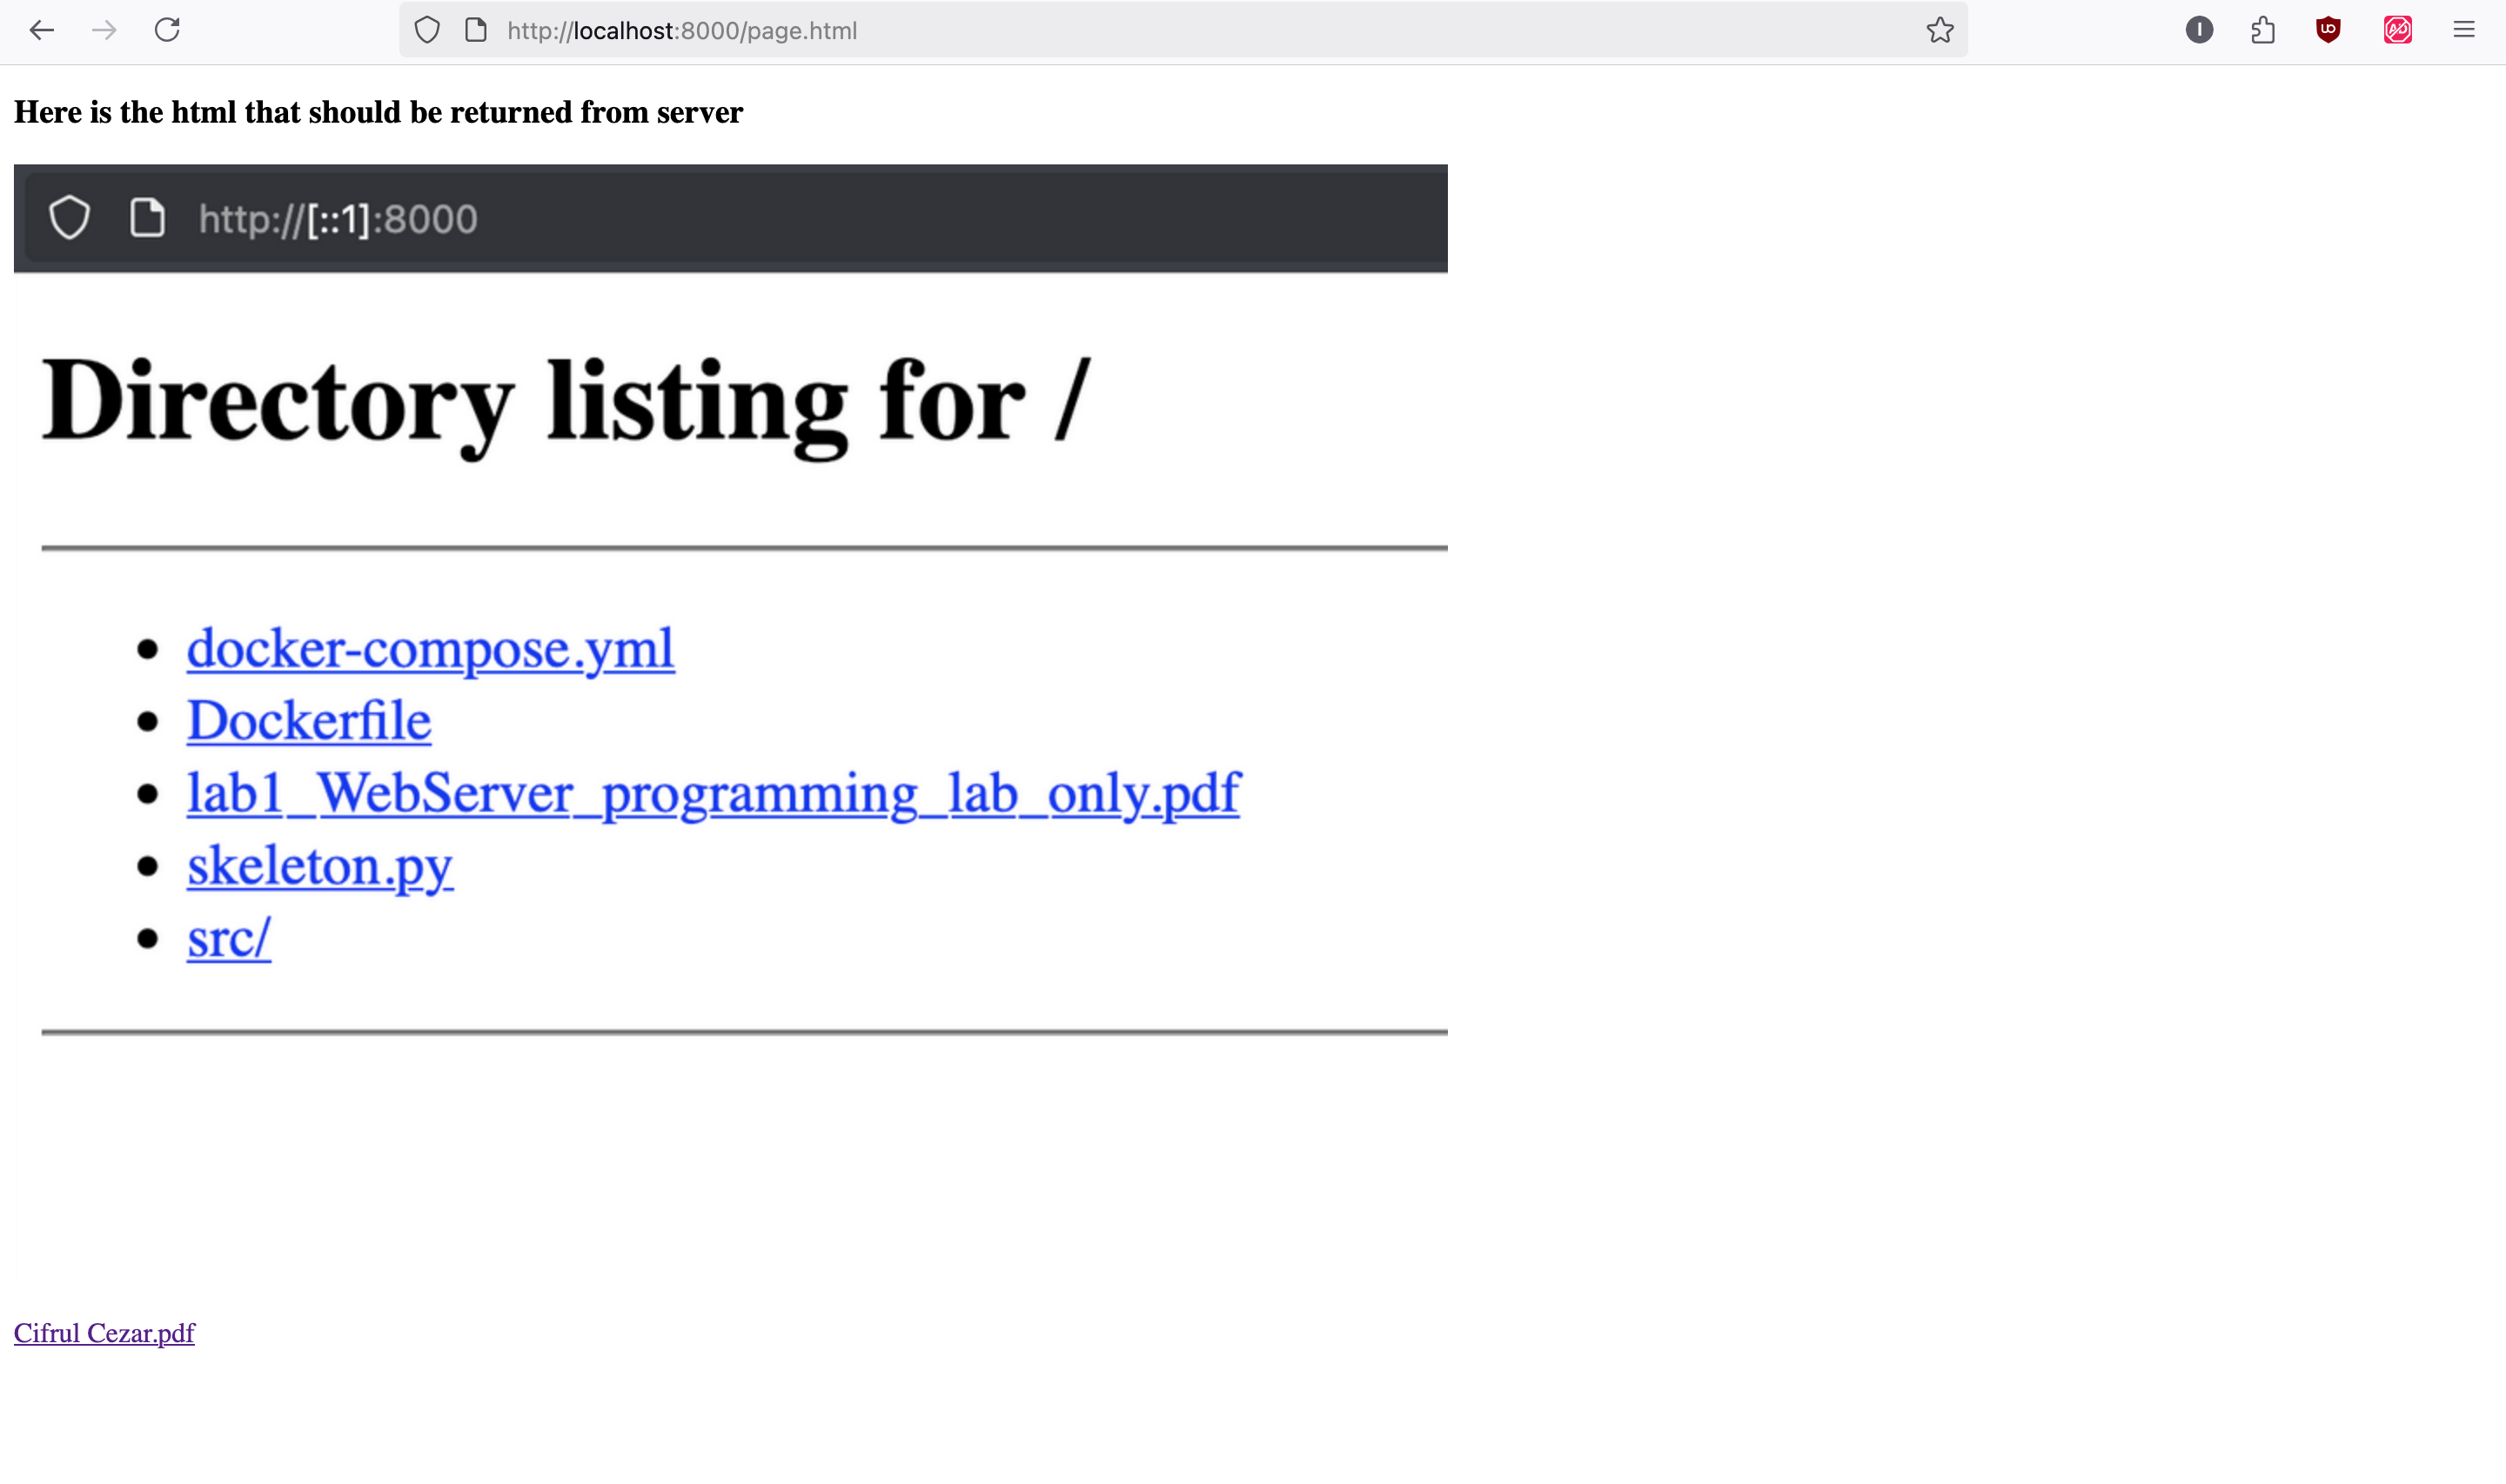 http://localhost:8000/page.html
Here is the html that should be returned from server
http://[::1]:8000
Directory listing for /
docker-compose.yml
Dockerfile
lab1_WebServer_programming_lab_only.pdf
skeleton.py
src/
Cifrul Cezar.pdf